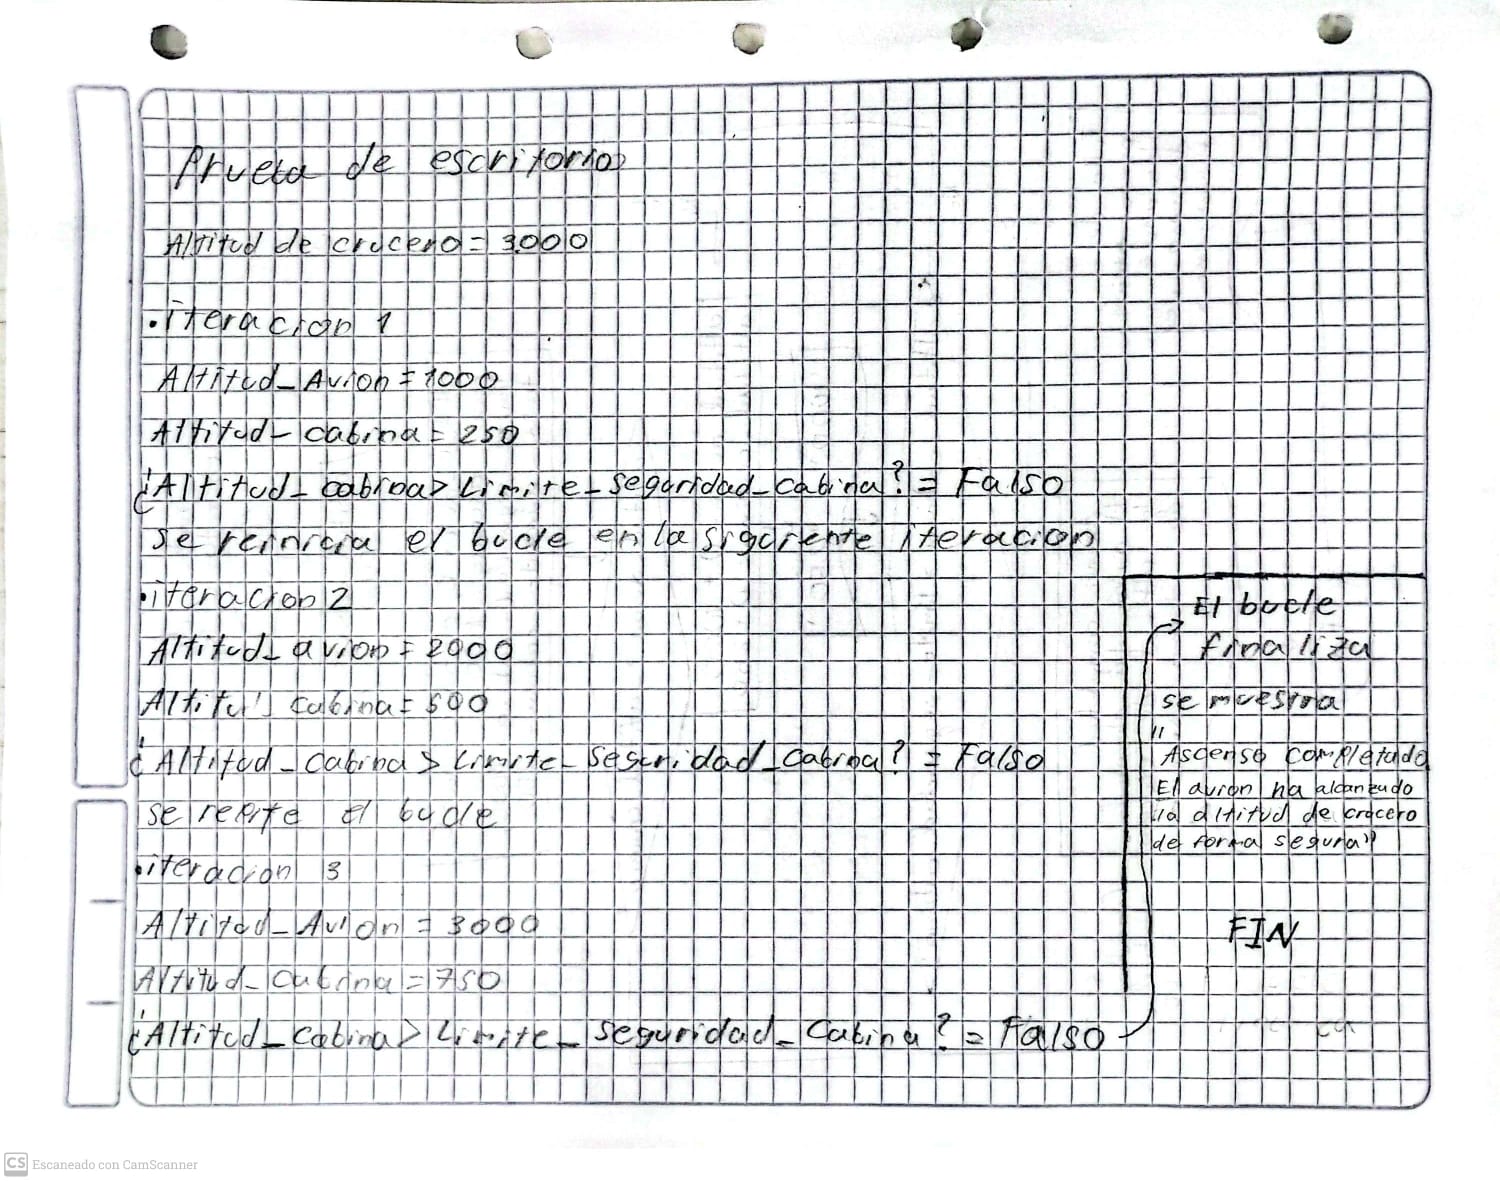 Prueba de escritorio
Altitud de crucero = 3000
•iteracion 1
Altitud_Avion = 1000
Altitud_cabina = 250
¿Altitud_cabina > Limite_seguridad_cabina? = Falso
se reinicia el bucle en la siguiente iteracion
•iteracion 2
Altitud_avion = 2000
Altitud cabina = 500
¿Altitud_cabina > Limite_seguridad_cabina? = Falso
se repite el bucle
•iteracion 3
Altitud_Avion = 3000
Altitud_cabina = 750
¿Altitud_cabina > Limite_seguridad_cabina? = Falso
El bucle
finaliza
se muestra
"
Ascenso completado
El avion ha alcanzado
la altitud de crucero
de forma segura"
FIN
CS Escaneado con CamScanner